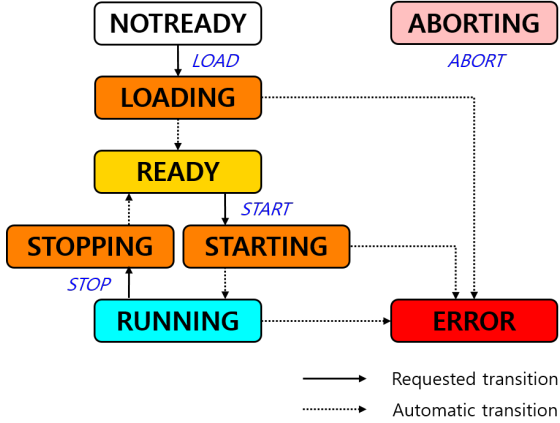 NOTREADY
ABORTING
LOAD
ABORT
LOADING
READY
START
STOPPING
STARTING
STOP
RUNNING
ERROR
Requested transition
Automatic transition